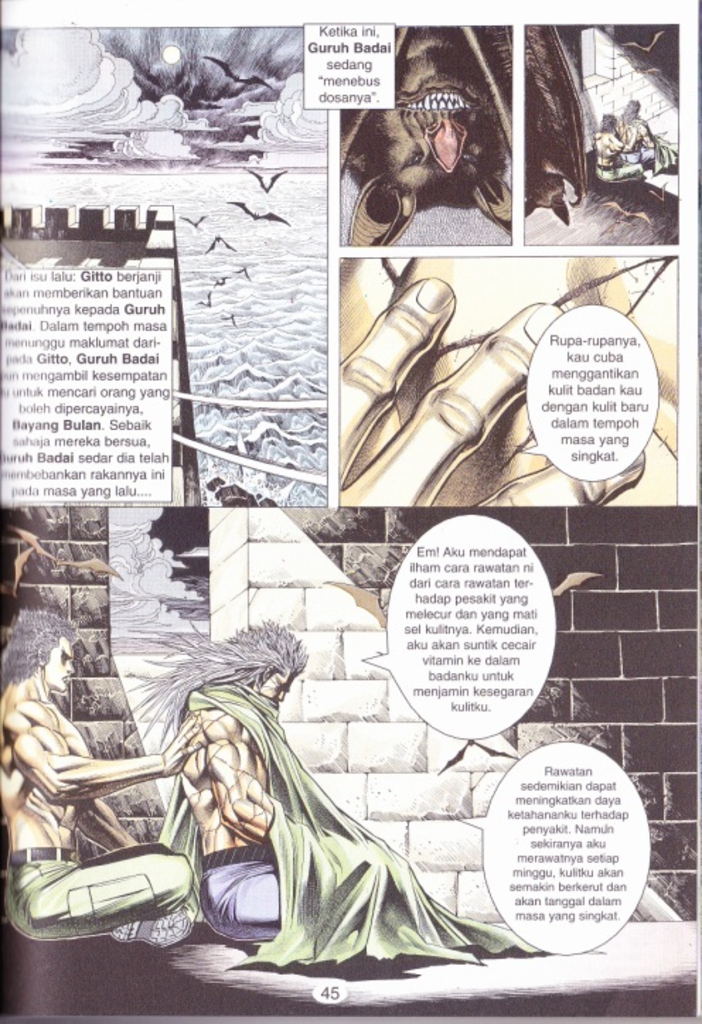 Ketika ini,
Guruh Badai
sedang
"menebus
dosanya".
Dari isu lalu: Gitto berjanji
akan memberikan bantuan
sepenuhnya kepada Guruh
Badai. Dalam tempoh masa
menunggu maklumat dari-
pada Gitto, Guruh Badai
pun mengambil kesempatan
untuk mencari orang yang
boleh dipercayainya,
Bayang Bulan. Sebaik
sahaja mereka bersua,
Guruh Badai sedar dia telah
membebankan rakannya ini
pada masa yang lalu....
Rupa-rupanya,
kau cuba
menggantikan
kulit badan kau
dengan kulit baru
dalam tempoh
masa yang
singkat.
Em! Aku mendapat
ilham cara rawatan ni
dari cara rawatan ter-
hadap pesakit yang
melecur dan yang mati
sel kulitnya. Kemudian,
aku akan suntik cecair
vitamin ke dalam
badanku untuk
menjamin kesegaran
kulitku.
Rawatan
sedemikian dapat
meningkatkan daya
ketahananku terhadap
penyakit. Namun
sekiranya aku
merawatnya setiap
minggu, kulitku akan
semakin berkerut dan
akan tanggal dalam
masa yang singkat.
45